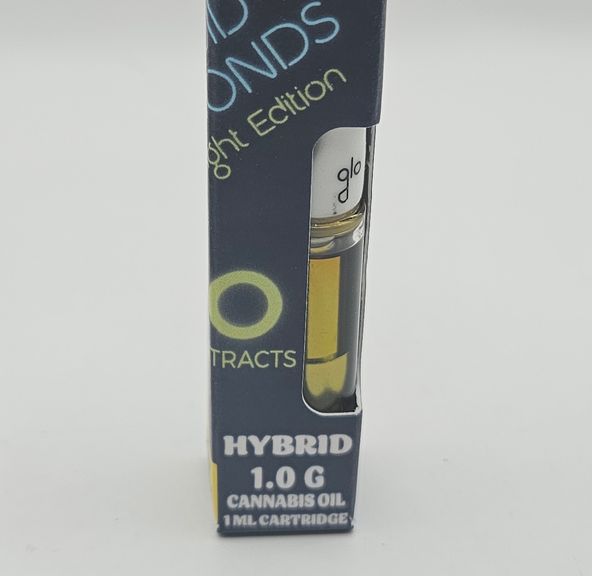 ONDS
ght Edition
glo
O
TRACTS
HYBRID
1.0 G
CANNABIS OIL
1 ML CARTRIDGE